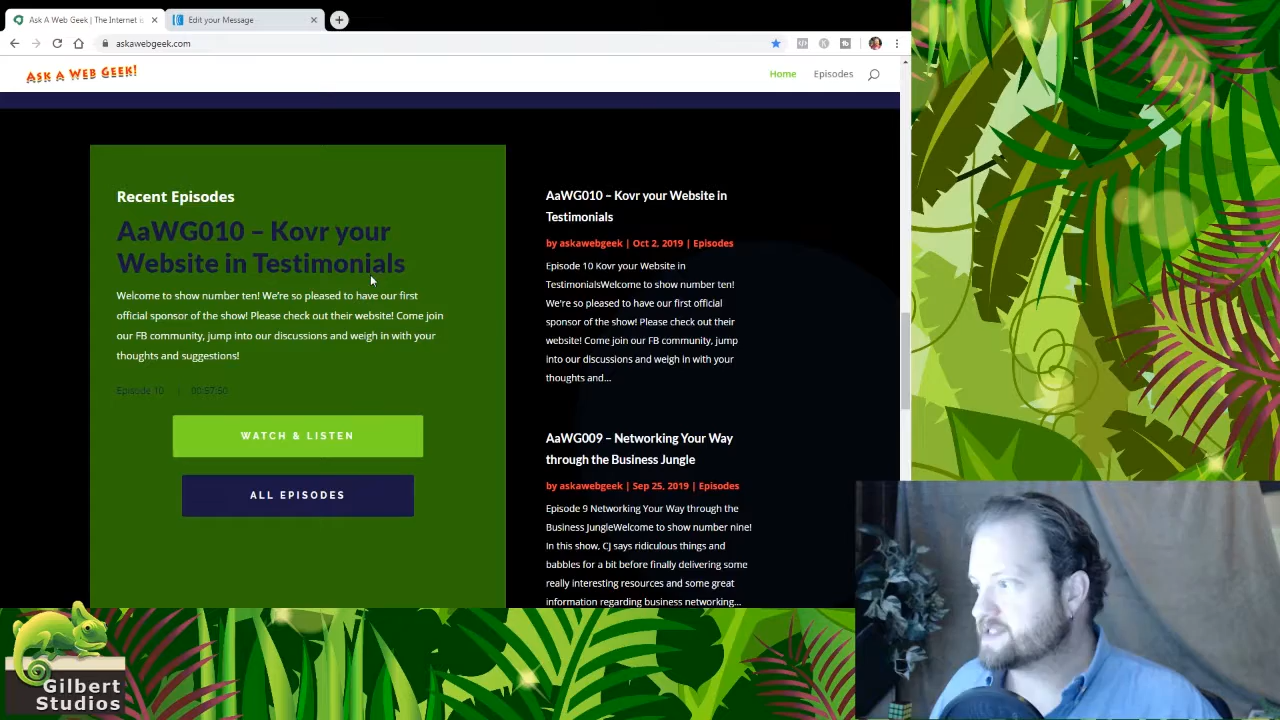 Ask A Web Geek | The Internet is
Edit your Message
askawebgeek.com
ASK A WEB GEEK!
Home
Episodes
Recent Episodes
AaWG010 – Kovr your
Website in Testimonials
Welcome to show number ten! We're so pleased to have our first
official sponsor of the show! Please check out their website! Come join
our FB community, jump into our discussions and weigh in with your
thoughts and suggestions!
Episode 10 | 00:57:50
WATCH & LISTEN
ALL EPISODES
AaWG010 – Kovr your Website in
Testimonials
by askawebgeek | Oct 2, 2019 | Episodes
Episode 10 Kovr your Website in
TestimonialsWelcome to show number ten!
We're so pleased to have our first official
sponsor of the show! Please check out their
website! Come join our FB community, jump
into our discussions and weigh in with your
thoughts and...
AaWG009 – Networking Your Way
through the Business Jungle
by askawebgeek | Sep 25, 2019 | Episodes
Episode 9 Networking Your Way through the
Business JungleWelcome to show number nine!
In this show, CJ says ridiculous things and
babbles for a bit before finally delivering some
really interesting resources and some great
information regarding business networking...
Gilbert
Studios